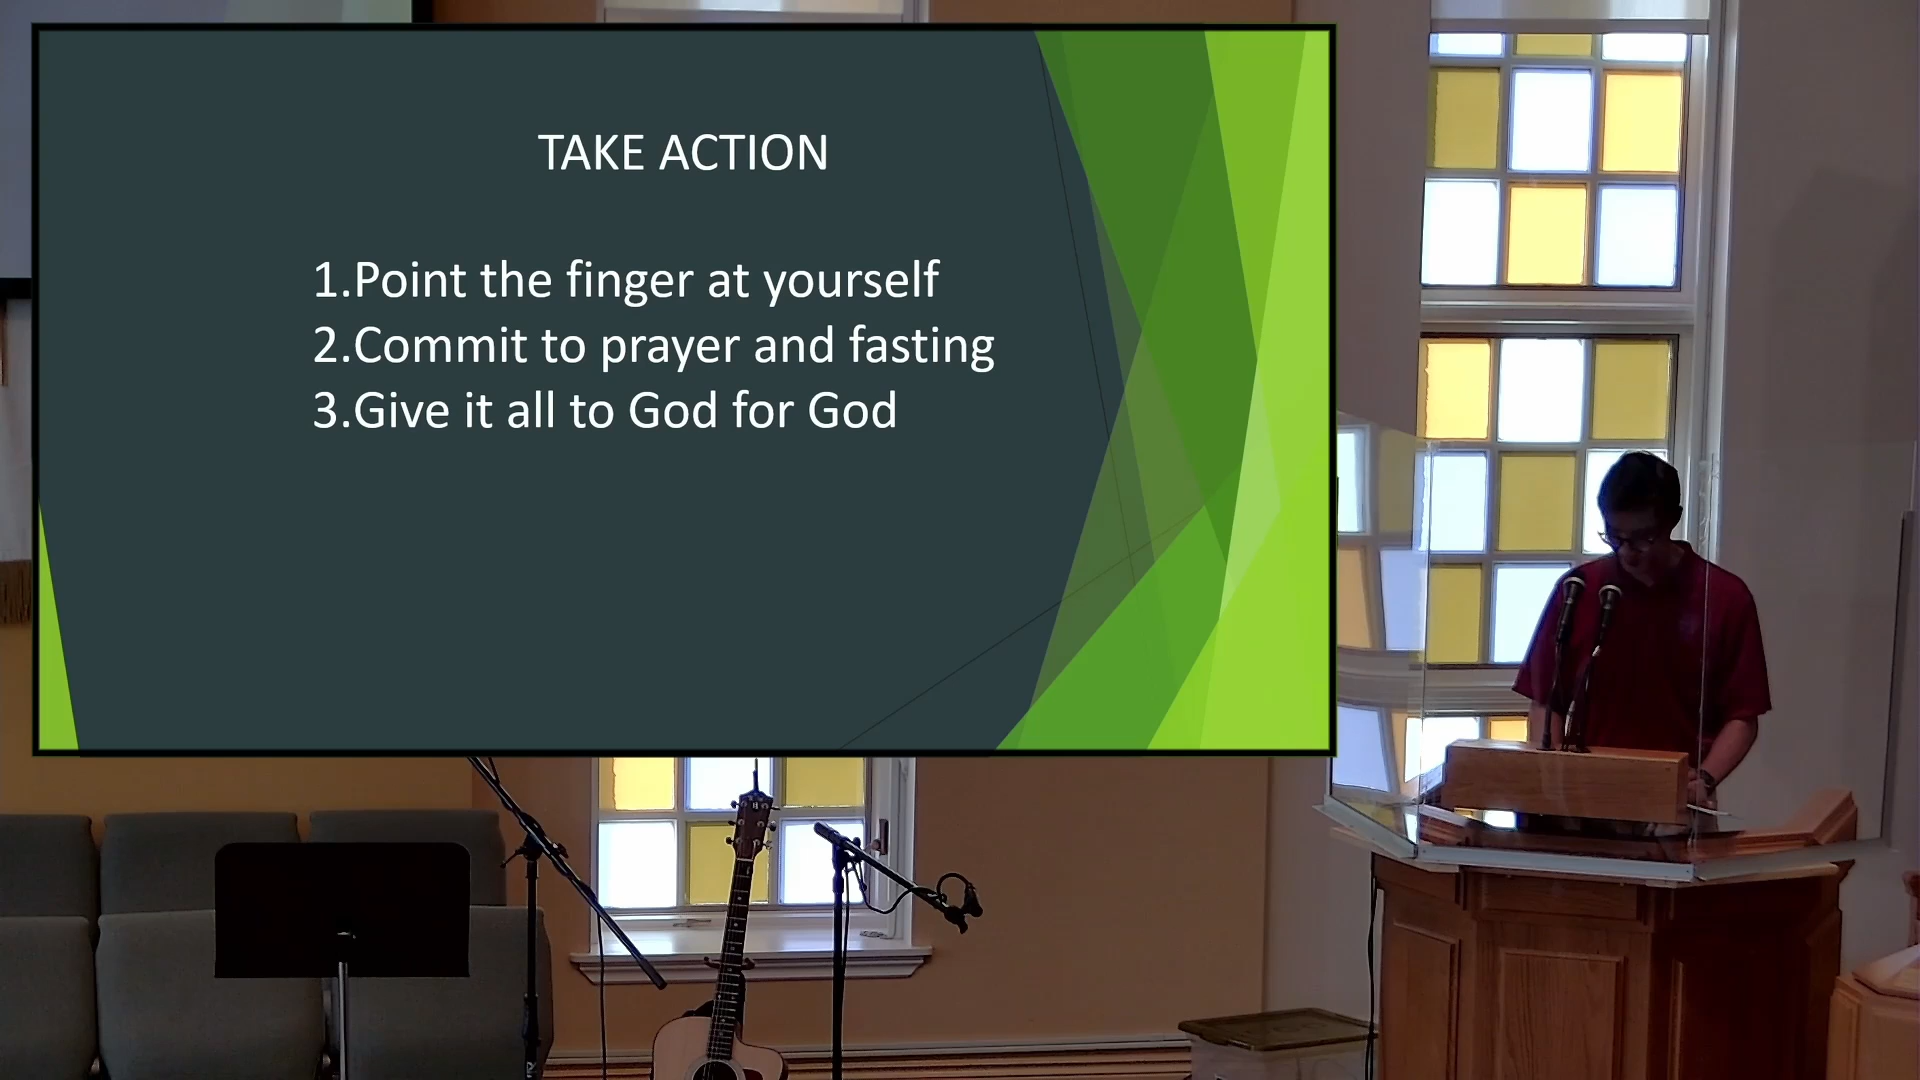 TAKE ACTION
1.Point the finger at yourself
2.Commit to prayer and fasting
3.Give it all to God for God